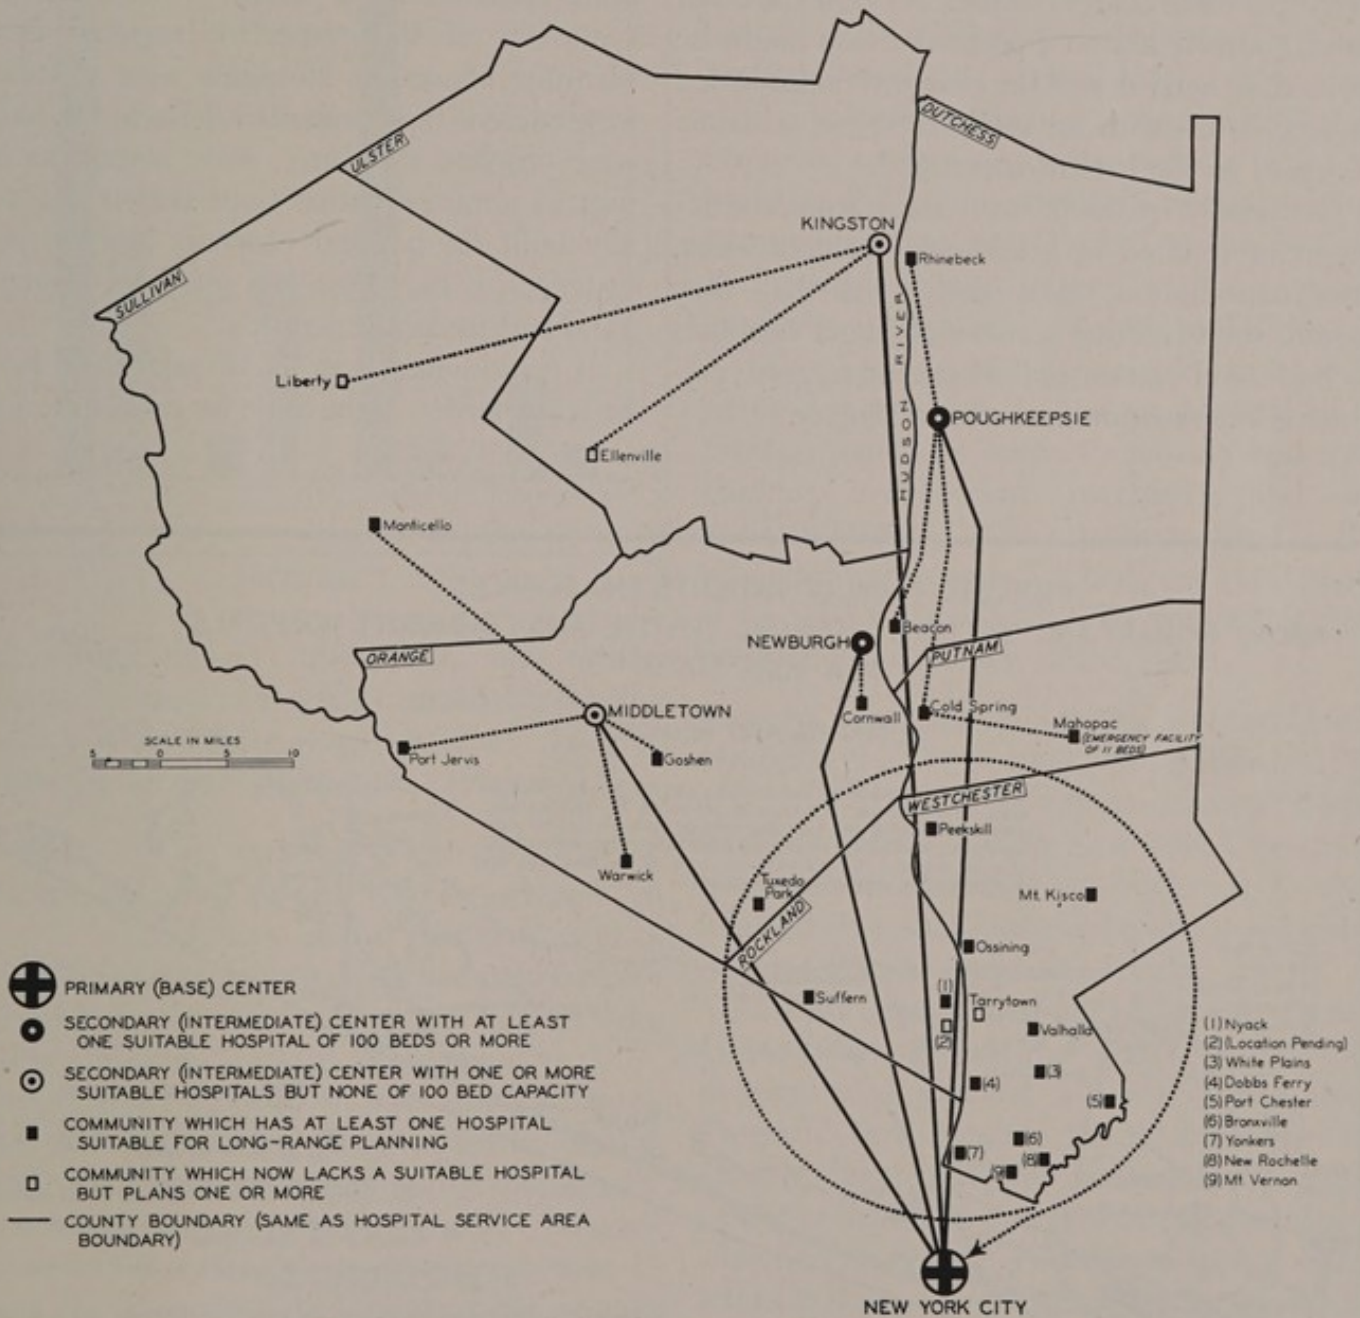 ULSTER
DUTCHESS
KINGSTON
Rhinebeck
SULLIVAN
HUDSON RIVER
Liberty
POUGHKEEPSIE
Ellenville
Monticello
Beacon
NEWBURGH
PUTNAM
ORANGE
MIDDLETOWN
Cornwall
Cold Spring
Mahopac
(EMERGENCY FACILITY
OF 11 BEDS)
SCALE IN MILES
5 0 5 10
Port Jervis
Goshen
WESTCHESTER
Peekskill
Warwick
Tuxedo
Park
Mt. Kisco
ROCKLAND
Ossining
PRIMARY (BASE) CENTER
Suffern
(1)
Tarrytown
SECONDARY (INTERMEDIATE) CENTER WITH AT LEAST
ONE SUITABLE HOSPITAL OF 100 BEDS OR MORE
(2)
Valhalla
SECONDARY (INTERMEDIATE) CENTER WITH ONE OR MORE
SUITABLE HOSPITALS BUT NONE OF 100 BED CAPACITY
(3)
(4)
(5)
COMMUNITY WHICH HAS AT LEAST ONE HOSPITAL
SUITABLE FOR LONG-RANGE PLANNING
(6)
(7)
(8)
(9)
COMMUNITY WHICH NOW LACKS A SUITABLE HOSPITAL
BUT PLANS ONE OR MORE
COUNTY BOUNDARY (SAME AS HOSPITAL SERVICE AREA
BOUNDARY)
(1) Nyack
(2) (Location Pending)
(3) White Plains
(4) Dobbs Ferry
(5) Port Chester
(6) Bronxville
(7) Yonkers
(8) New Rochelle
(9) Mt Vernon
NEW YORK CITY